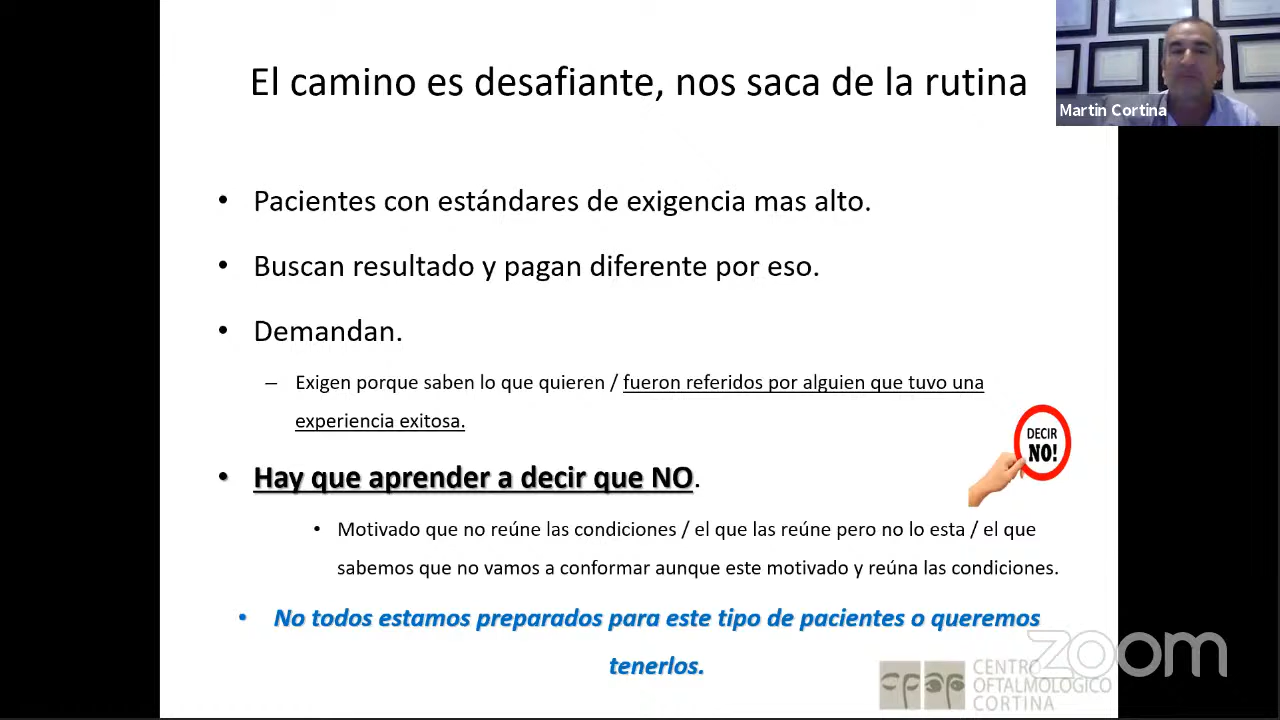 El camino es desafiante, nos saca de la rutina
Martin Cortina
• Pacientes con estándares de exigencia mas alto.
• Buscan resultado y pagan diferente por eso.
• Demandan.
– Exigen porque saben lo que quieren / fueron referidos por alguien que tuvo una
experiencia exitosa.
DECIR
NO!
• Hay que aprender a decir que NO.
• Motivado que no reúne las condiciones / el que las reúne pero no lo esta / el que
sabemos que no vamos a conformar aunque este motivado y reúna las condiciones.
• No todos estamos preparados para este tipo de pacientes o queremos
tenerlos.
zoom
CENTRO
OFTALMOLOGICO
CORTINA